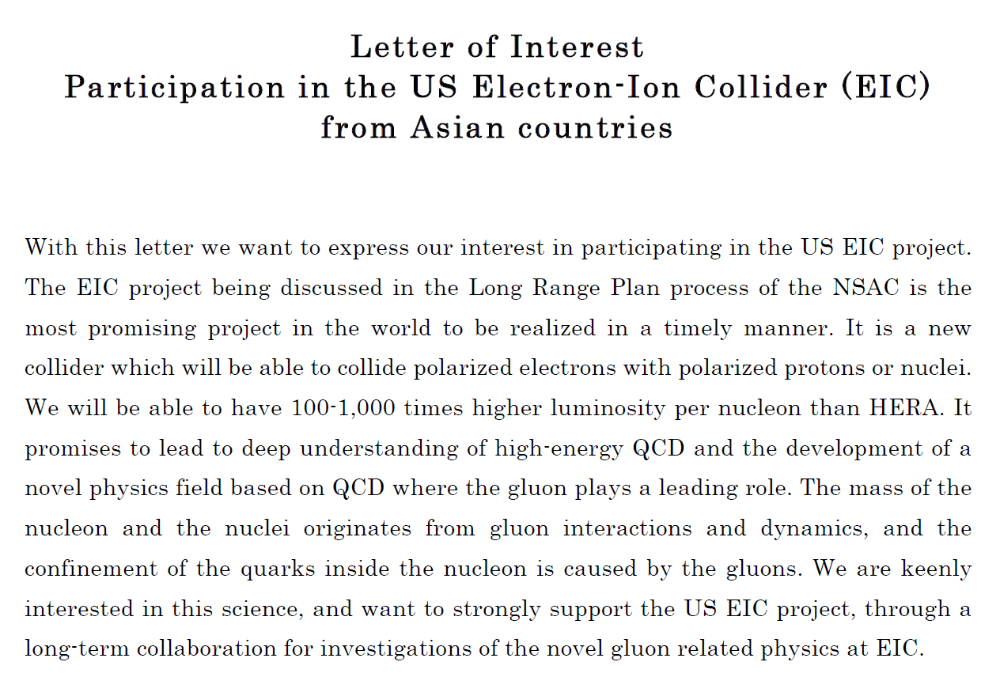 Letter of Interest
Participation in the US Electron-Ion Collider (EIC)
from Asian countries
With this letter we want to express our interest in participating in the US EIC project.
The EIC project being discussed in the Long Range Plan process of the NSAC is the
most promising project in the world to be realized in a timely manner. It is a new
collider which will be able to collide polarized electrons with polarized protons or nuclei.
We will be able to have 100-1,000 times higher luminosity per nucleon than HERA. It
promises to lead to deep understanding of high-energy QCD and the development of a
novel physics field based on QCD where the gluon plays a leading role. The mass of the
nucleon and the nuclei originates from gluon interactions and dynamics, and the
confinement of the quarks inside the nucleon is caused by the gluons. We are keenly
interested in this science, and want to strongly support the US EIC project, through a
long-term collaboration for investigations of the novel gluon related physics at EIC.